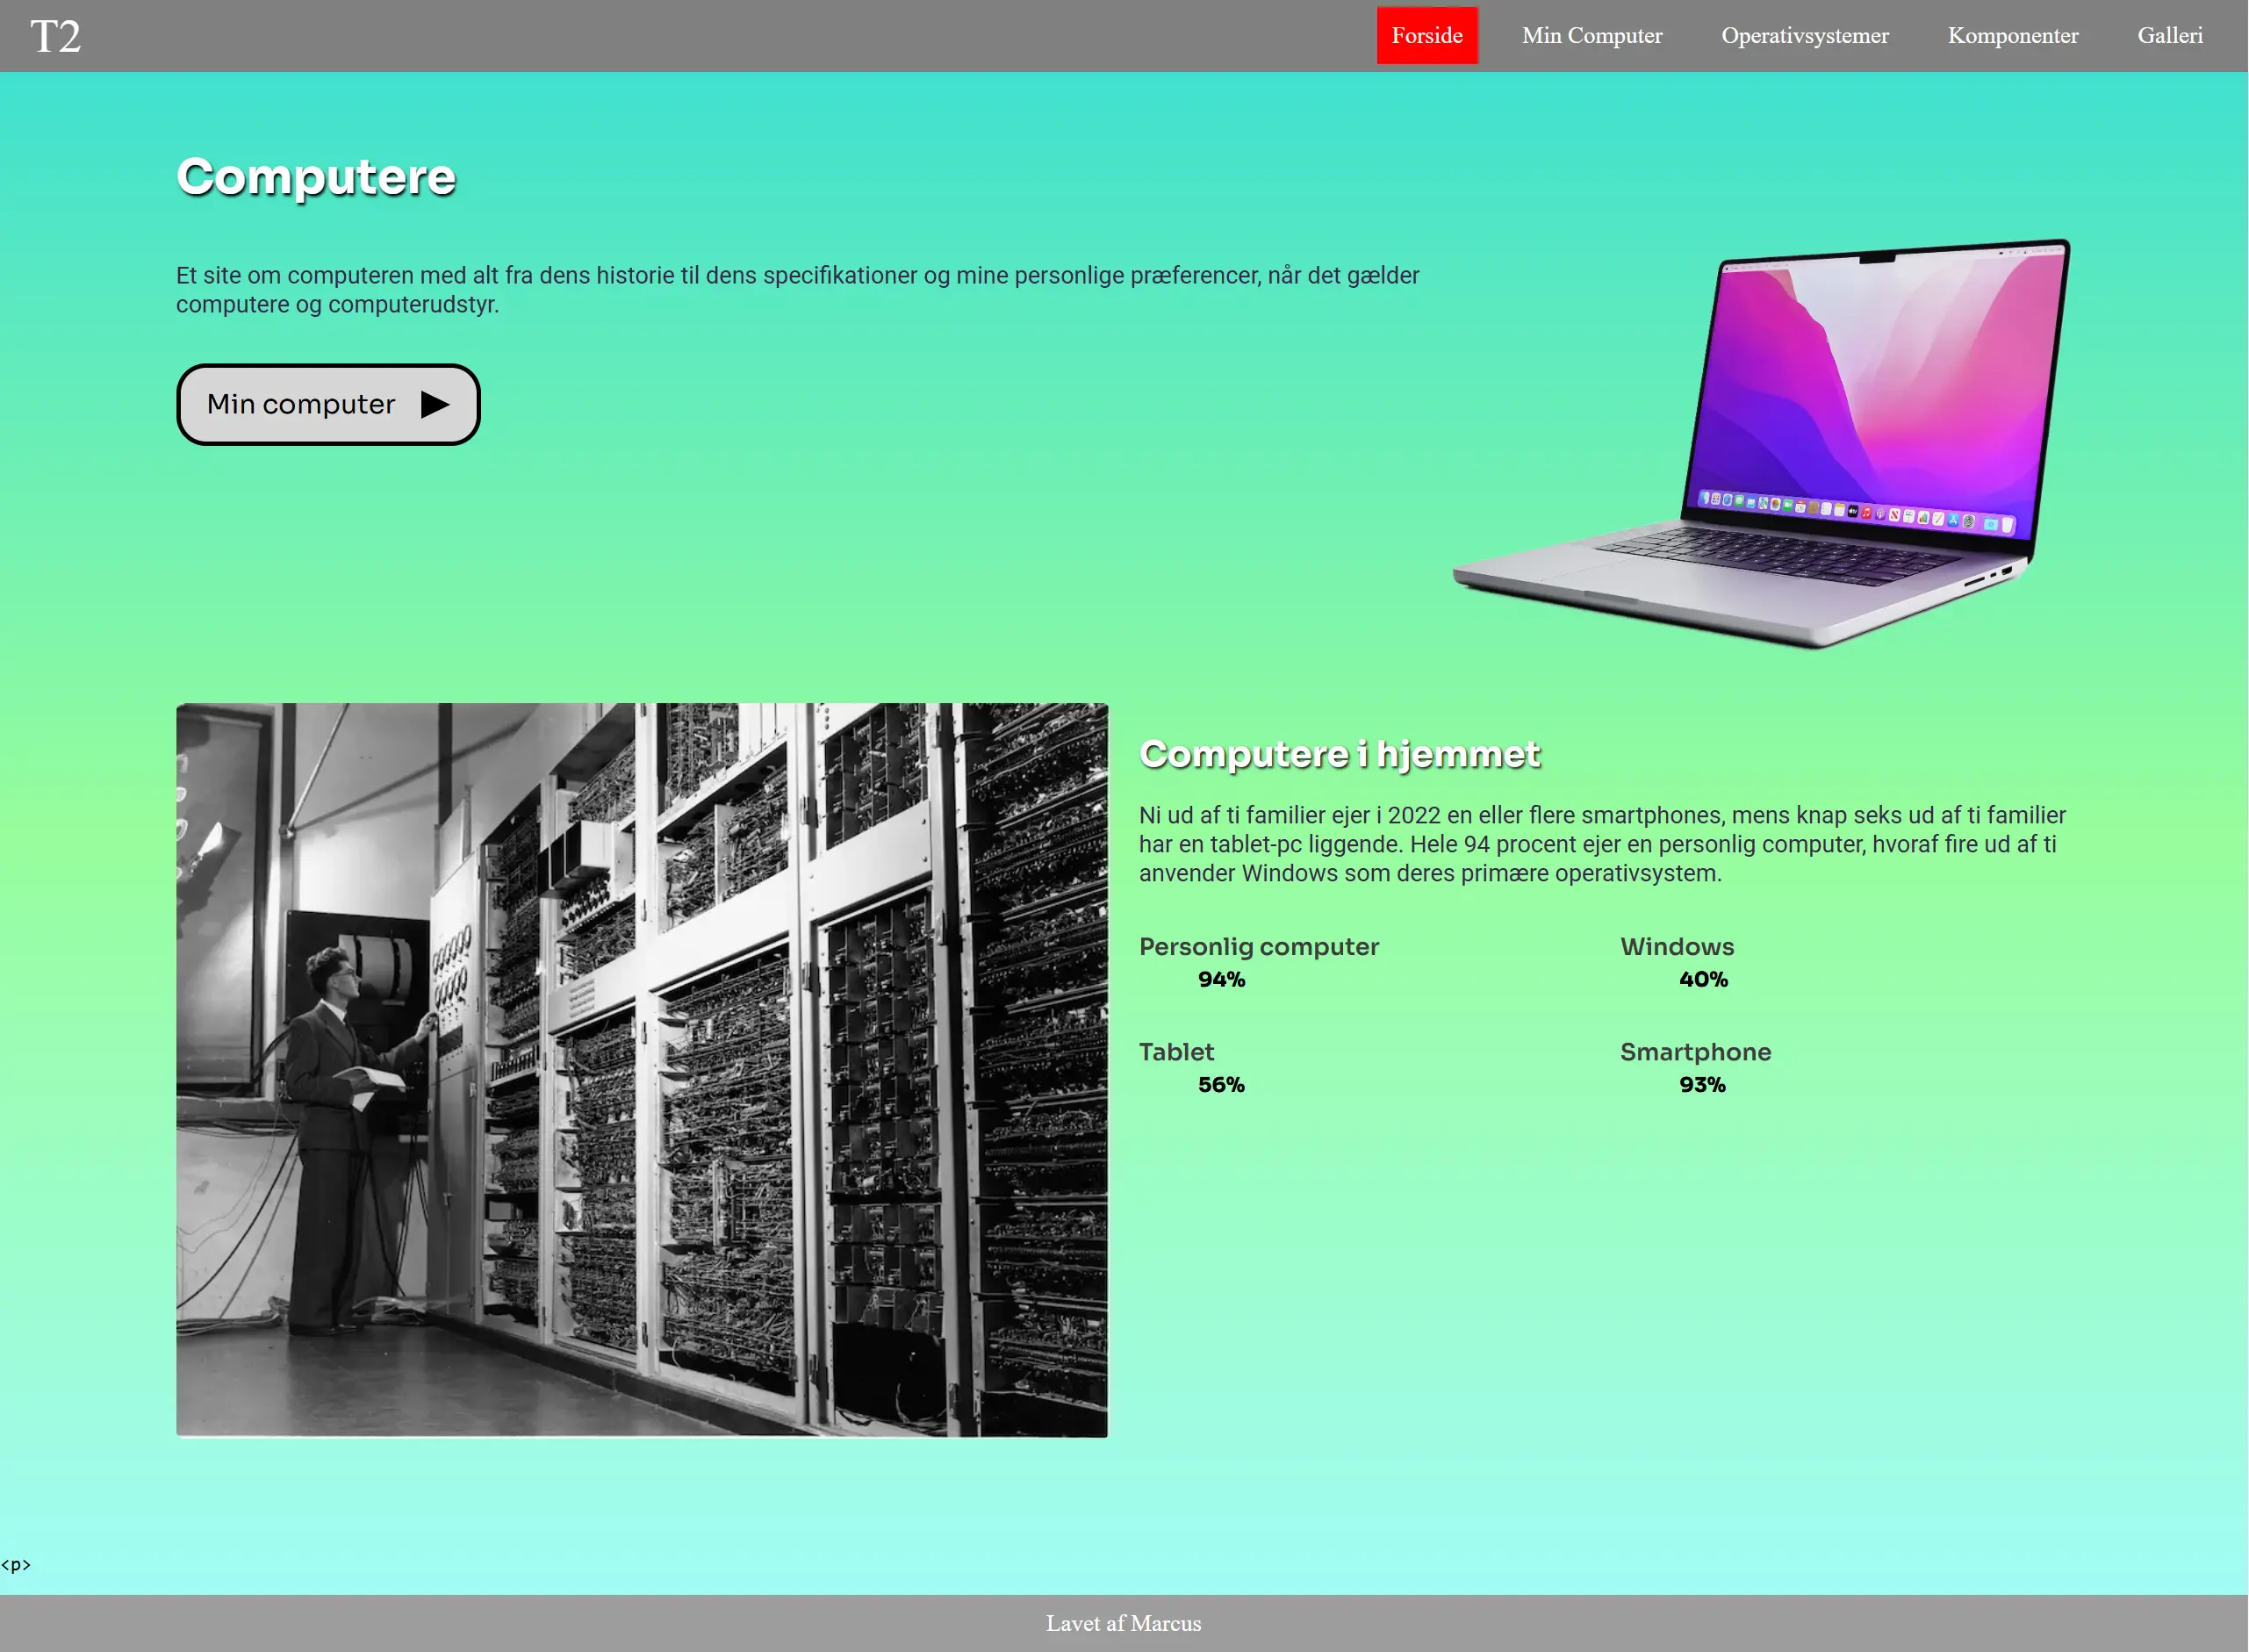 T2
Forside
Min Computer
Operativsystemer
Komponenter
Galleri
Computere
Et site om computeren med alt fra dens historie til dens specifikationer og mine personlige præferencer, når det gælder
computere og computerudstyr.
Min computer
Computere i hjemmet
Ni ud af ti familier ejer i 2022 en eller flere smartphones, mens knap seks ud af ti familier
har en tablet-pc liggende. Hele 94 procent ejer en personlig computer, hvoraf fire ud af ti
anvender Windows som deres primære operativsystem.
Personlig computer
94%
Windows
40%
Tablet
56%
Smartphone
93%
<p>
Lavet af Marcus